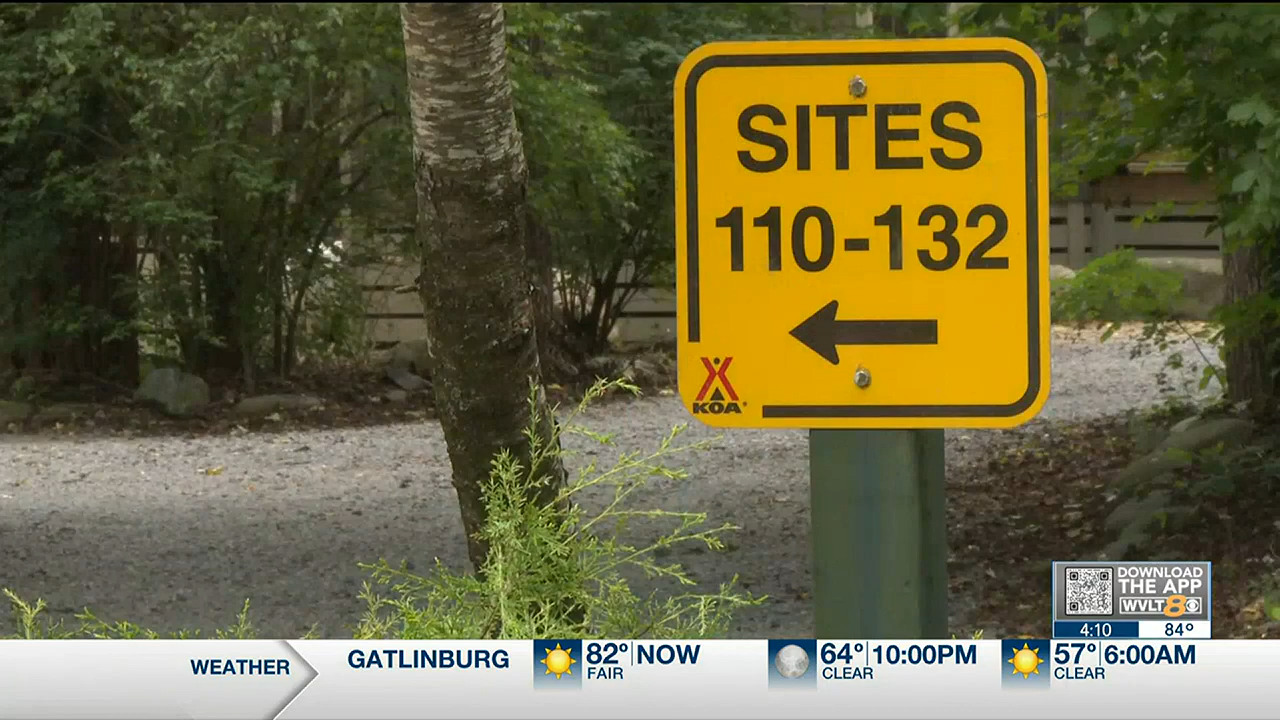 SITES
110-132
KOA
DOWNLOAD
THE APP
WVLT 8
4:10 84°
WEATHER GATLINBURG 82° NOW 64° 10:00PM 57° 6:00AM
FAIR CLEAR CLEAR